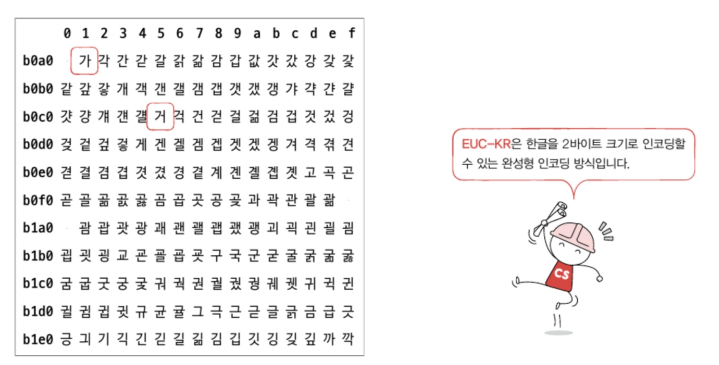 0 1 2 3 4 5 6 7 8 9 a b c d e f
b0a0 가 각 간 갇 갈 갉 갊 감 갑 값 갓 갔 강 갖 갗
b0b0 같 갚 갛 개 객 갠 갤 갬 갭 갯 갰 갱 갸 갹 갼 걀
b0c0 걋 걍 걔 걘 걜 거 걱 건 걷 걸 걺 검 겁 것 겄 겅
b0d0 겆 겉 겊 겋 게 겐 겔 겜 겝 겟 겠 겡 겨 격 겪 견
b0e0 겯 결 겸 겹 겻 겼 경 곁 계 곈 곌 곕 곗 고 곡 곤
b0f0 곧 골 곪 곬 곯 곰 곱 곳 공 곶 과 곽 관 괄 괆
b1a0 괌 괍 괏 광 괘 괜 괠 괩 괬 괭 괴 괵 괸 괼 굄
b1b0 굅 굇 굉 교 굔 굘 굡 굣 구 국 군 굳 굴 굵 굶 굻
b1c0 굼 굽 굿 궁 궂 궈 궉 권 궐 궜 궝 궤 궷 귀 귁 귄
b1d0 귈 귐 귑 귓 규 균 귤 그 극 근 귿 글 긁 금 급 긋
b1e0 긍 긔 기 긱 긴 긷 길 긺 김 깁 깃 깅 깆 깊 까 깍
EUC-KR은 한글을 2바이트 크기로 인코딩할
수 있는 완성형 인코딩 방식입니다.
CS